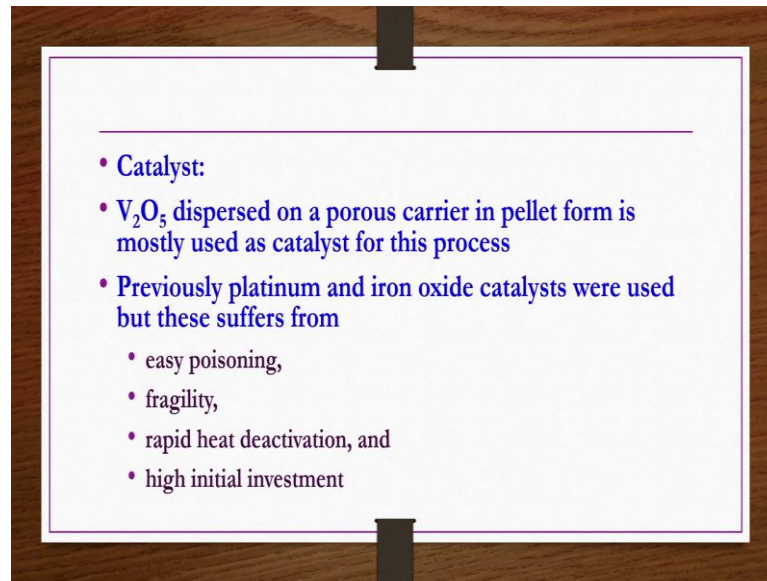 • Catalyst:
• V₂O₅ dispersed on a porous carrier in pellet form is
mostly used as catalyst for this process
• Previously platinum and iron oxide catalysts were used
but these suffers from
• easy poisoning,
• fragility,
• rapid heat deactivation, and
• high initial investment